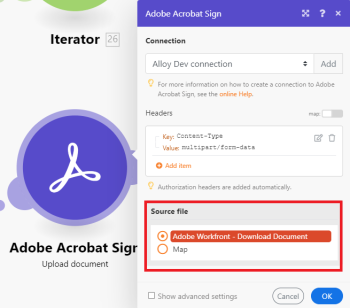 Iterator 26
Adobe Acrobat Sign
Upload document
Adobe Acrobat Sign
Connection
Alloy Dev connection
Add
For more information on how to create a connection to Adobe
Acrobat Sign, see the online Help.
Headers
map
Key: Content-Type
Value: multipart/form-data
Add item
Authorization headers are added automatically.
Source file
Adobe Workfront - Download Document
Map
Show advanced settings
Cancel
OK